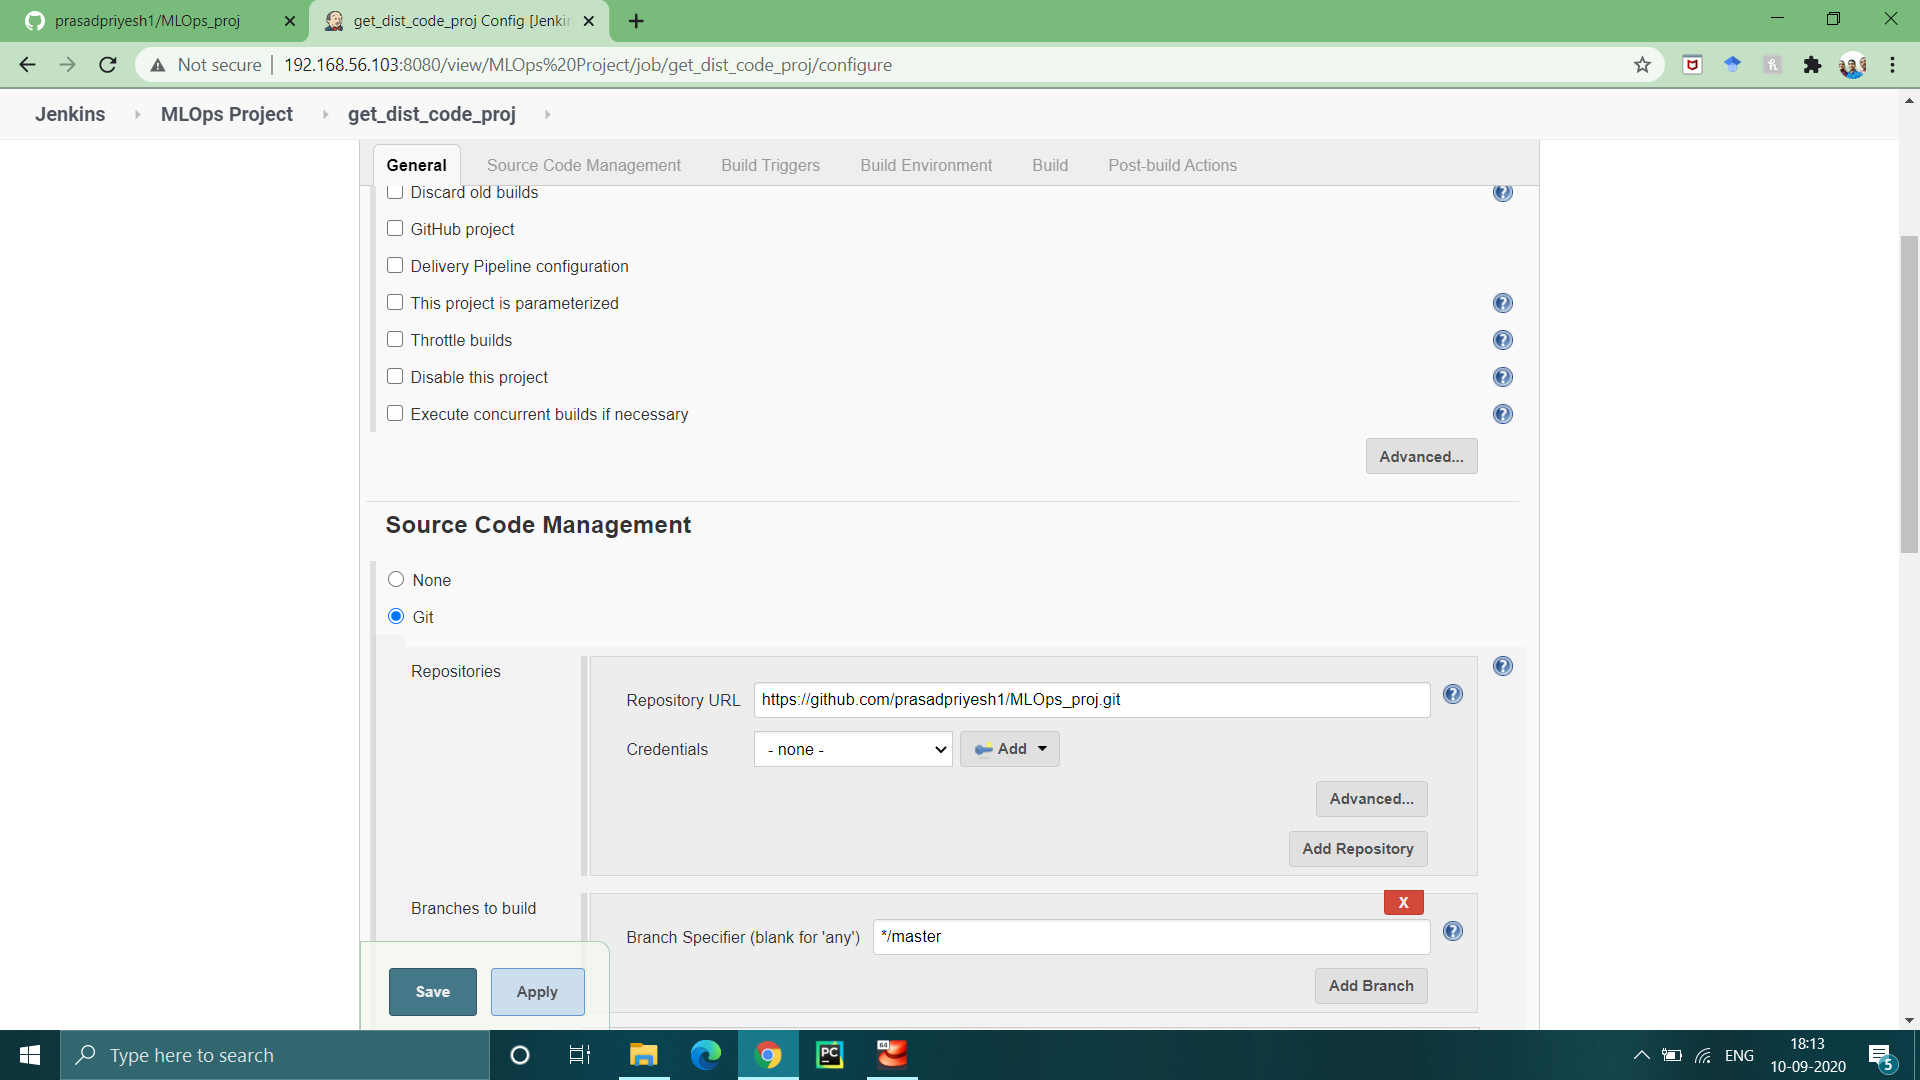 prasadpriyesh1/MLOps_proj
get_dist_code_proj Config [Jenkin
Not secure 192.168.56.103:8080/view/MLOps%20Project/job/get_dist_code_proj/configure
Jenkins MLOps Project get_dist_code_proj
General Source Code Management Build Triggers Build Environment Build Post-build Actions
Discard old builds
GitHub project
Delivery Pipeline configuration
This project is parameterized
Throttle builds
Disable this project
Execute concurrent builds if necessary
Advanced...
Source Code Management
None
Git
Repositories
Repository URL https://github.com/prasadpriyesh1/MLOps_proj.git
Credentials - none - Add
Advanced...
Add Repository
X
Branches to build
Branch Specifier (blank for 'any') */master
Add Branch
Save Apply
Type here to search
PC
64
ENG
18:13
10-09-2020
5